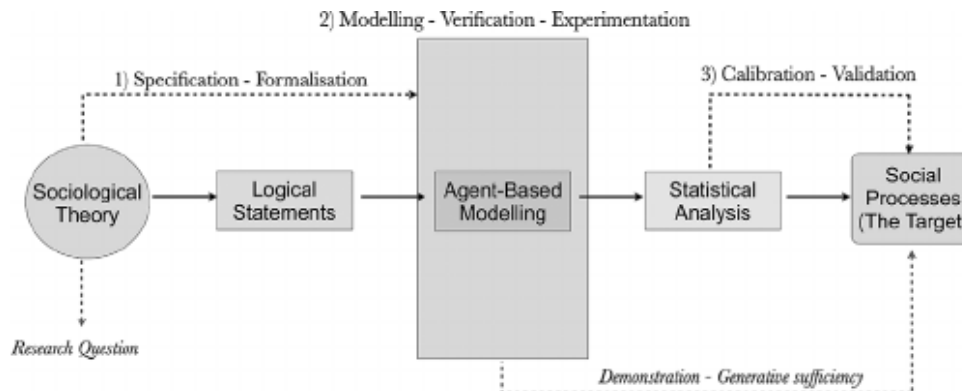 2) Modelling - Verification - Experimentation
1) Specification - Formalisation
3) Calibration - Validation
Sociological
Theory
Logical
Statements
Agent-Based
Modelling
Statistical
Analysis
Social
Processes
(The Target
Research Question
Demonstration - Generative sufficiency